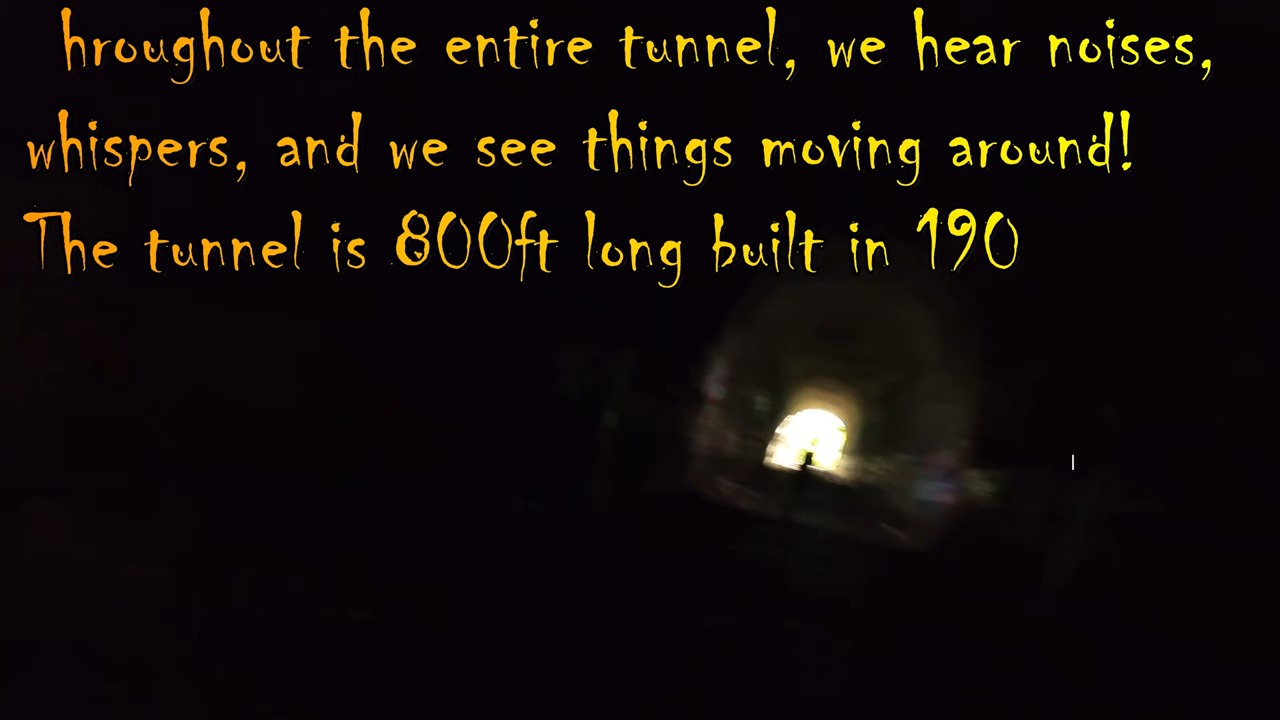 hroughout the entire tunnel, we hear noises,
whispers, and we see things moving around!
The tunnel is 800ft long built in 190